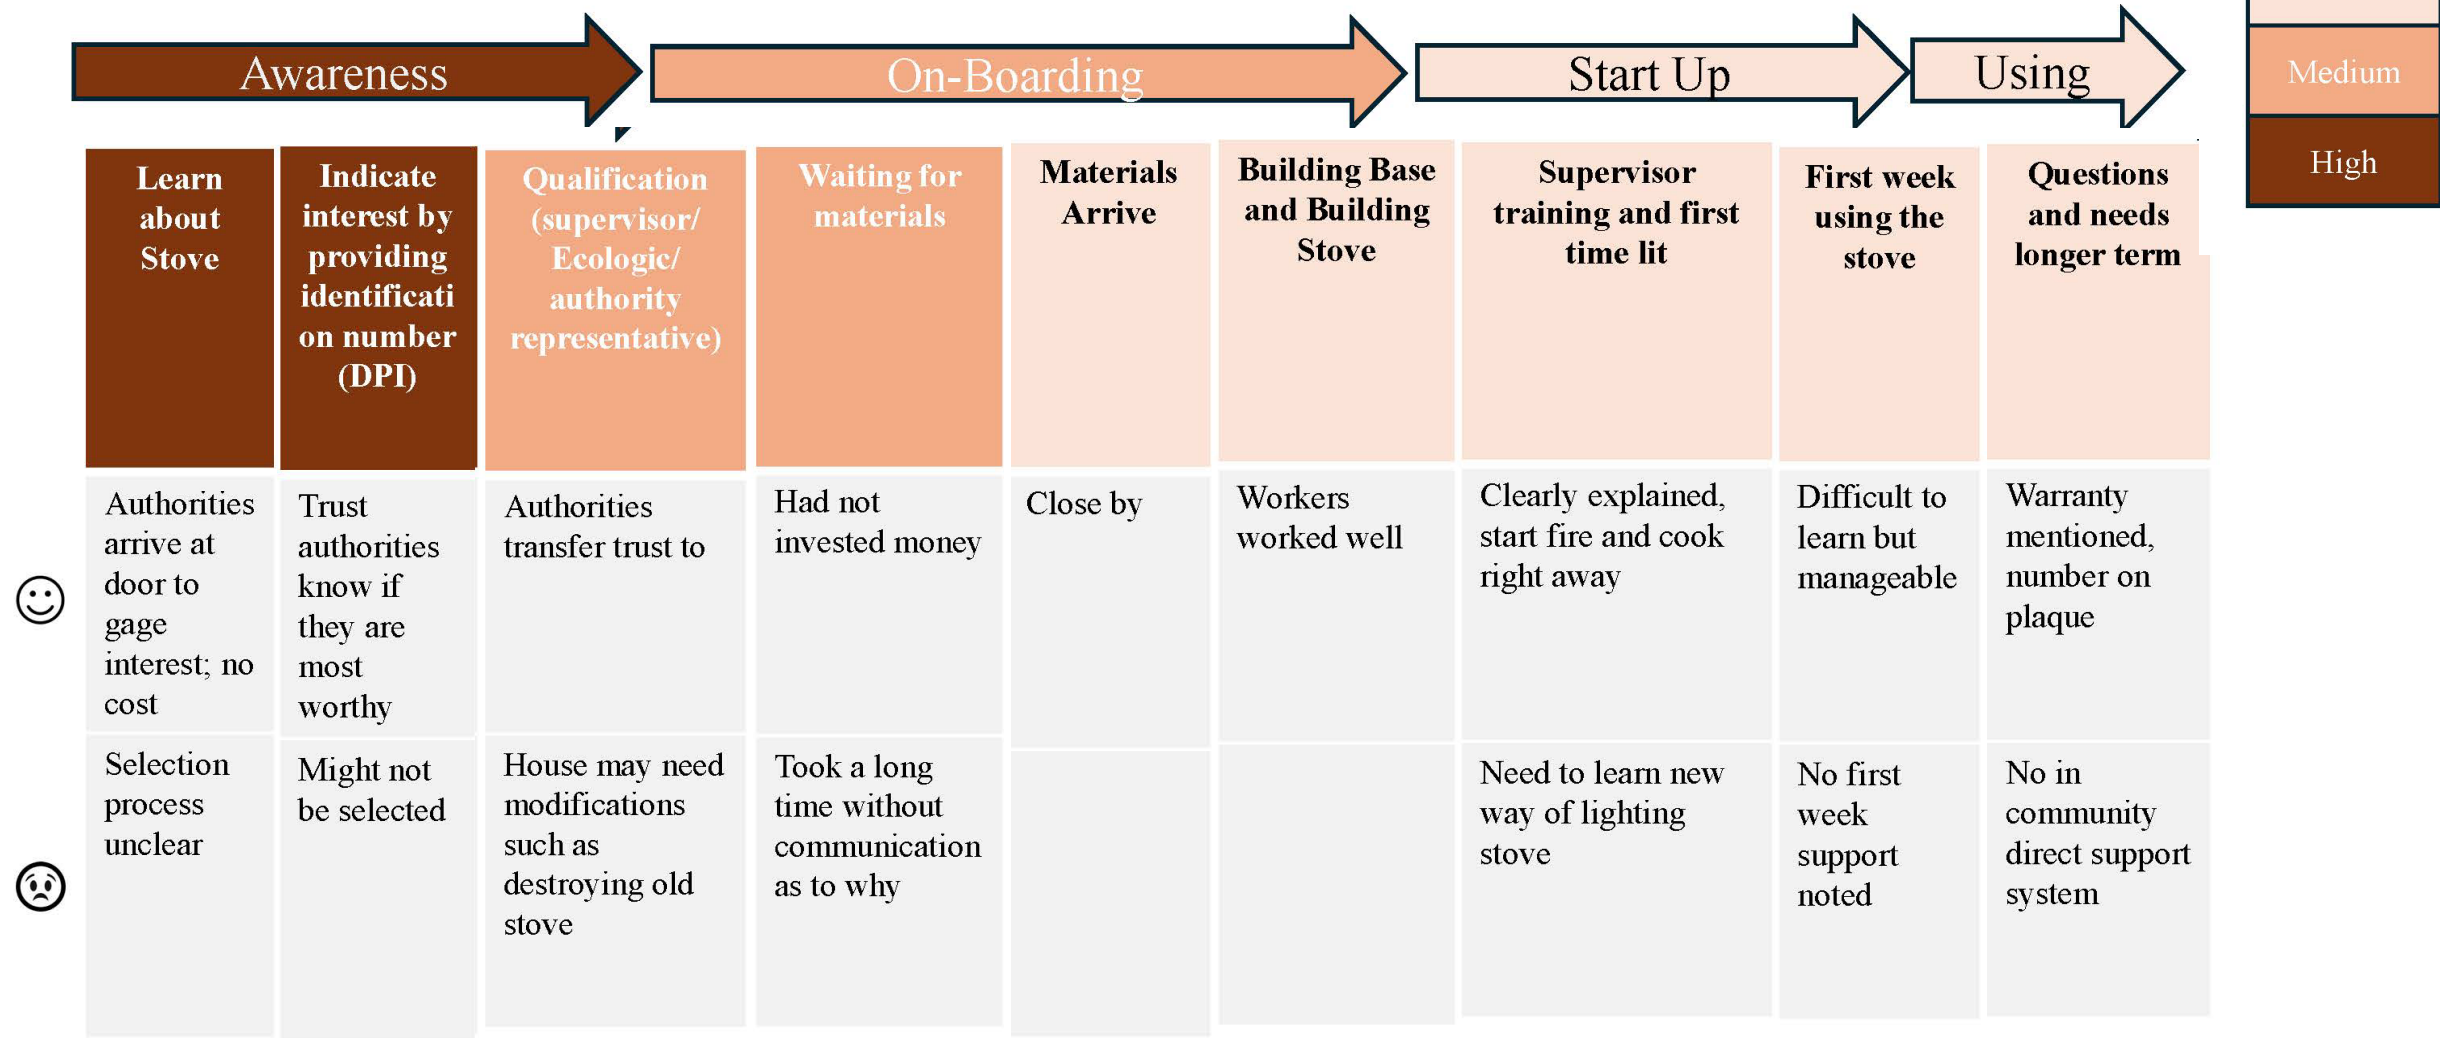 Awareness
On-Boarding
Start Up
Using
Medium
High
Learn
about
Stove
Indicate
interest by
providing
identificati
on number
(DPI)
Qualification
(supervisor/
Ecologic/
authority
representative)
Waiting for
materials
Materials
Arrive
Building Base
and Building
Stove
Supervisor
training and first
time lit
First week
using the
stove
Questions
and needs
longer term
Authorities
arrive at
door to
gage
interest; no
cost
Trust
authorities
know if
they are
most
worthy
Authorities
transfer trust to
Had not
invested money
Close by
Workers
worked well
Clearly explained,
start fire and cook
right away
Difficult to
learn but
manageable
Warranty
mentioned,
number on
plaque
Selection
process
unclear
Might not
be selected
House may need
modifications
such as
destroying old
stove
Took a long
time without
communication
as to why
Need to learn new
way of lighting
stove
No first
week
support
noted
No in
community
direct support
system